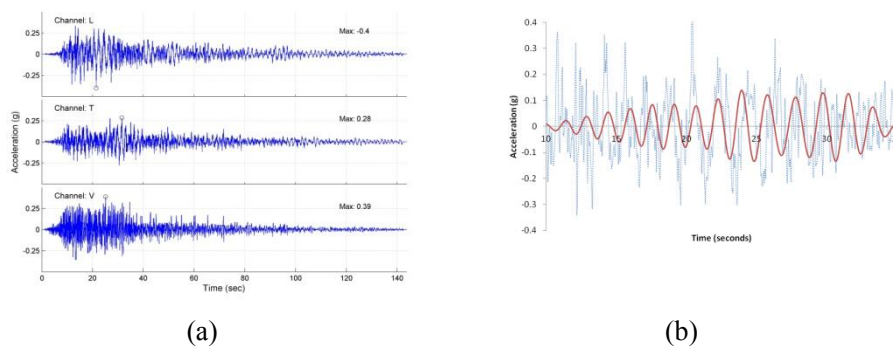 Channel: L
Max: -0.4
0.25
0
-0.25
Channel: T
Max: 0.28
0.25
0
-0.25
Channel: V
Max: 0.39
0.25
0
-0.25
Acceleration (g)
0 20 40 60 80 100 120 140
Time (sec)
(a)
0.4
0.3
0.2
0.1
0
-0.1
-0.2
-0.3
-0.4
Acceleration (g)
10 15 20 25 30
Time (seconds)
(b)